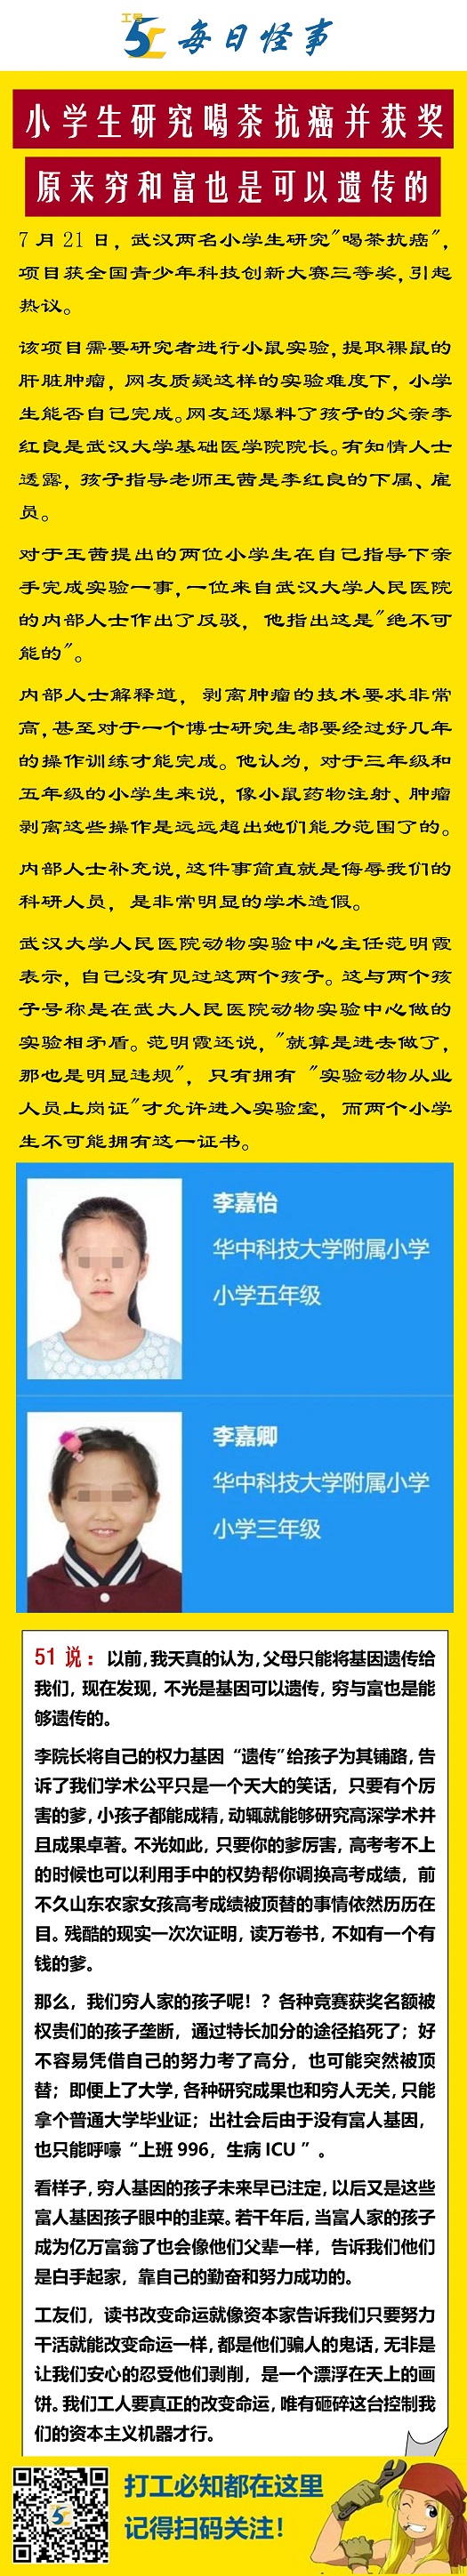 工号
51
每日怪事
小学生研究喝茶抗癌并获奖
原来穷和富也是可以遗传的
7月21日，武汉两名小学生研究"喝茶抗癌"，
项目获全国青少年科技创新大赛三等奖，引起
热议。
该项目需要研究者进行小鼠实验，提取裸鼠的
肝脏肿瘤，网友质疑这样的实验难度下，小学
生能否自己完成。网友还爆料了孩子的父亲李
红良是武汉大学基础医学院院长。有知情人士
透露，孩子指导老师王茜是李红良的下属、雇
员。
对于王茜提出的两位小学生在自己指导下亲
手完成实验一事，一位来自武汉大学人民医院
的内部人士作出了反驳，他指出这是"绝不可
能的"。
内部人士解释道，剥离肿瘤的技术要求非常
高，甚至对于一个博士研究生都要经过好几年
的操作训练才能完成。他认为，对于三年级和
五年级的小学生来说，像小鼠药物注射、肿瘤
剥离这些操作是远远超出她们能力范围了的。
内部人士补充说，这件事简直就是侮辱我们的
科研人员，是非常明显的学术造假。
武汉大学人民医院动物实验中心主任范明霞
表示，自己没有见过这两个孩子。这与两个孩
子号称是在武大人民医院动物实验中心做的
实验相矛盾。范明霞还说，"就算是进去做了，
那也是明显违规"，只有拥有"实验动物从业
人员上岗证"才允许进入实验室，而两个小学
生不可能拥有这一证书。
李嘉怡
华中科技大学附属小学
小学五年级
李嘉卿
华中科技大学附属小学
小学三年级
51 说：以前，我天真的认为，父母只能将基因遗传给
我们，现在发现，不光是基因可以遗传，穷与富也是能
够遗传的。
李院长将自己的权力基因“遗传”给孩子为其铺路，告
诉了我们学术公平只是一个天大的笑话，只要有个厉
害的爹，小孩子都能成精，动辄就能够研究高深学术并
且成果卓著。不光如此，只要你的爹厉害，高考考不上
的时候也可以利用手中的权势帮你调换高考成绩，前
不久山东农家女孩高考成绩被顶替的事情依然历历在
目。残酷的现实一次次证明，读万卷书，不如有一个有
钱的爹。
那么，我们穷人家的孩子呢！？各种竞赛获奖名额被
权贵们的孩子垄断，通过特长加分的途径掐死了；好
不容易凭借自己的努力考了高分，也可能突然被顶
替；即便上了大学，各种研究成果也和穷人无关，只能
拿个普通大学毕业证；出社会后由于没有富人基因，
也只能呼嚎“上班 996，生病 ICU ”。
看样子，穷人基因的孩子未来早已注定，以后又是这些
富人基因孩子眼中的韭菜。若干年后，当富人家的孩子
成为亿万富翁了也会像他们父辈一样，告诉我们他们
是白手起家，靠自己的勤奋和努力成功的。
工友们，读书改变命运就像资本家告诉我们只要努力
干活就能改变命运一样，都是他们骗人的鬼话，无非是
让我们安心的忍受他们剥削，是一个漂浮在天上的画
饼。我们工人要真正的改变命运，唯有砸碎这台控制我
们的资本主义机器才行。
打工必知都在这里
记得扫码关注！